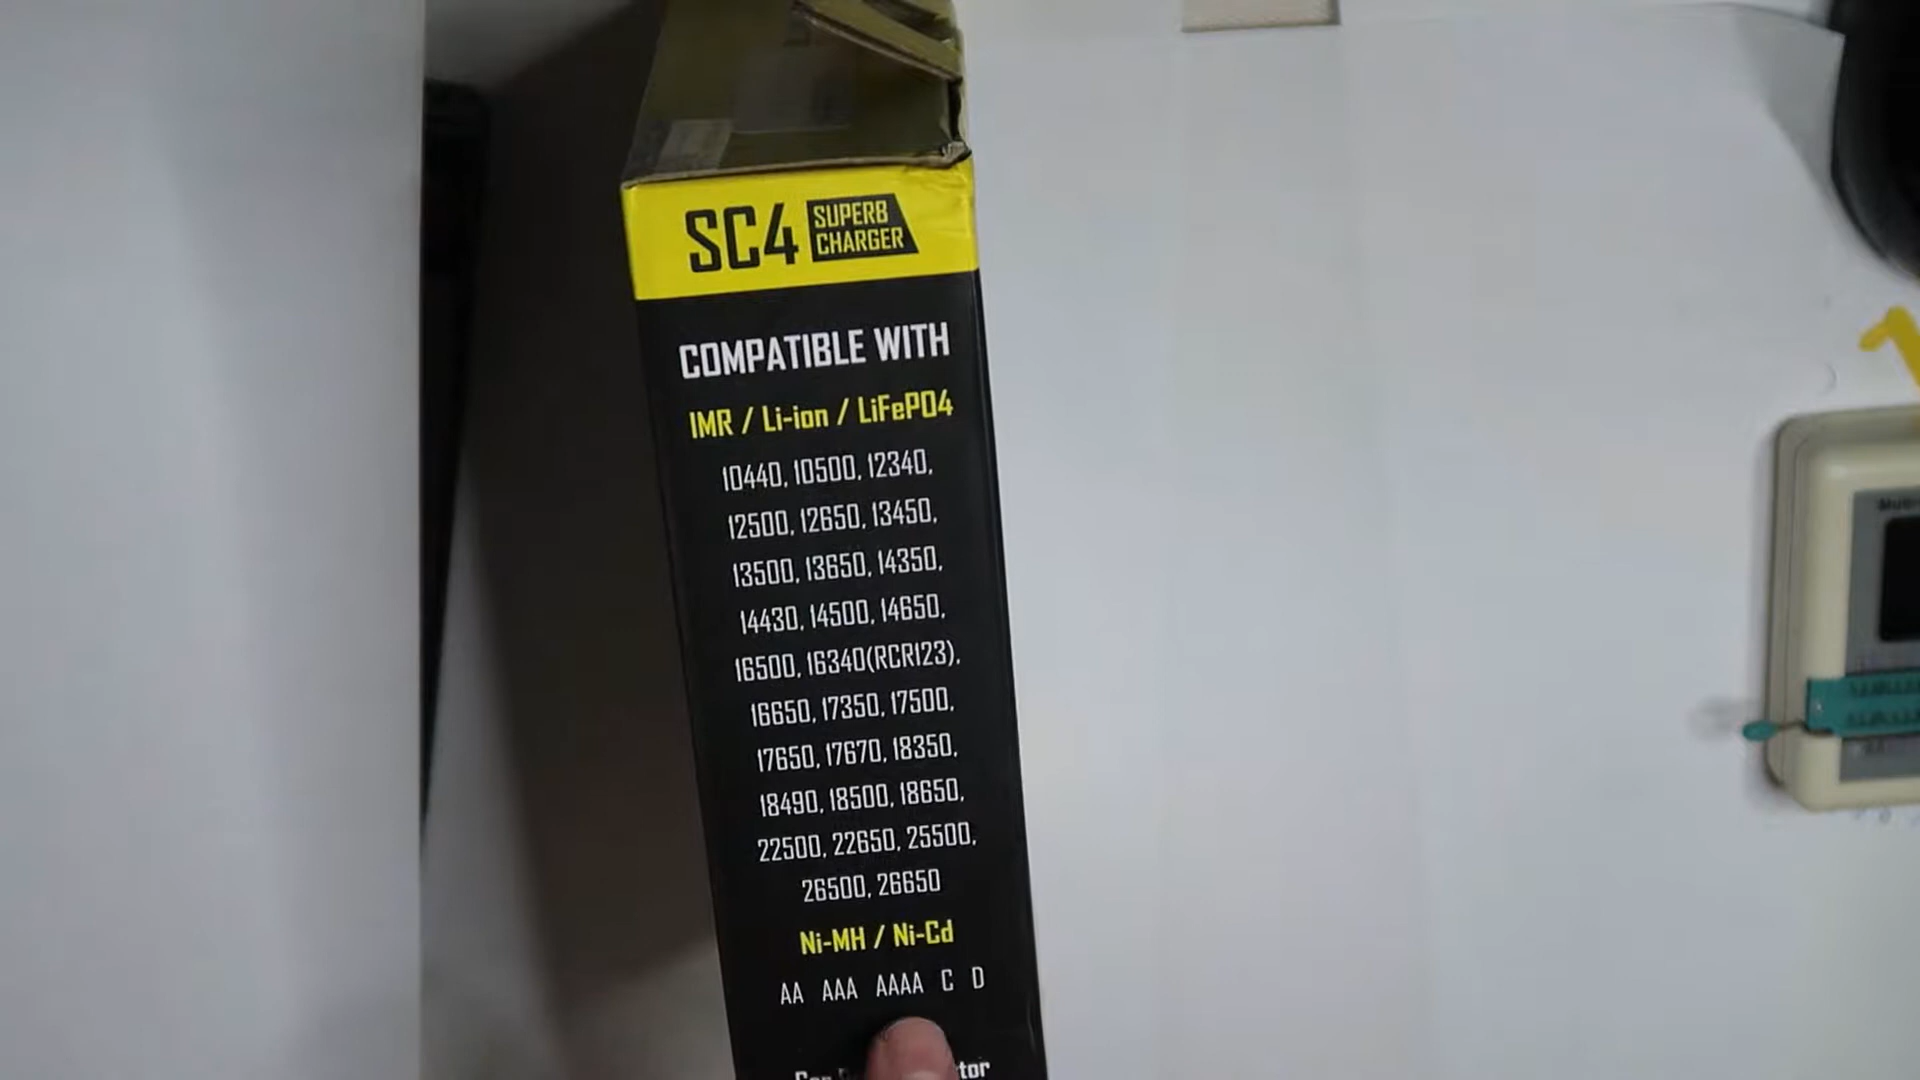 SC4 SUPERB
CHARGER
COMPATIBLE WITH
IMR / Li-ion / LiFePO4
10440, 10500, 12340,
12500, 12650, 13450,
13500, 13650, 14350,
14430, 14500, 14650,
16500, 16340(RCR123),
16650, 17350, 17500,
17650, 17670, 18350,
18490, 18500, 18650,
22500, 22650, 25500,
26500, 26650
Ni-MH / Ni-Cd
AA AAA AAAA C D